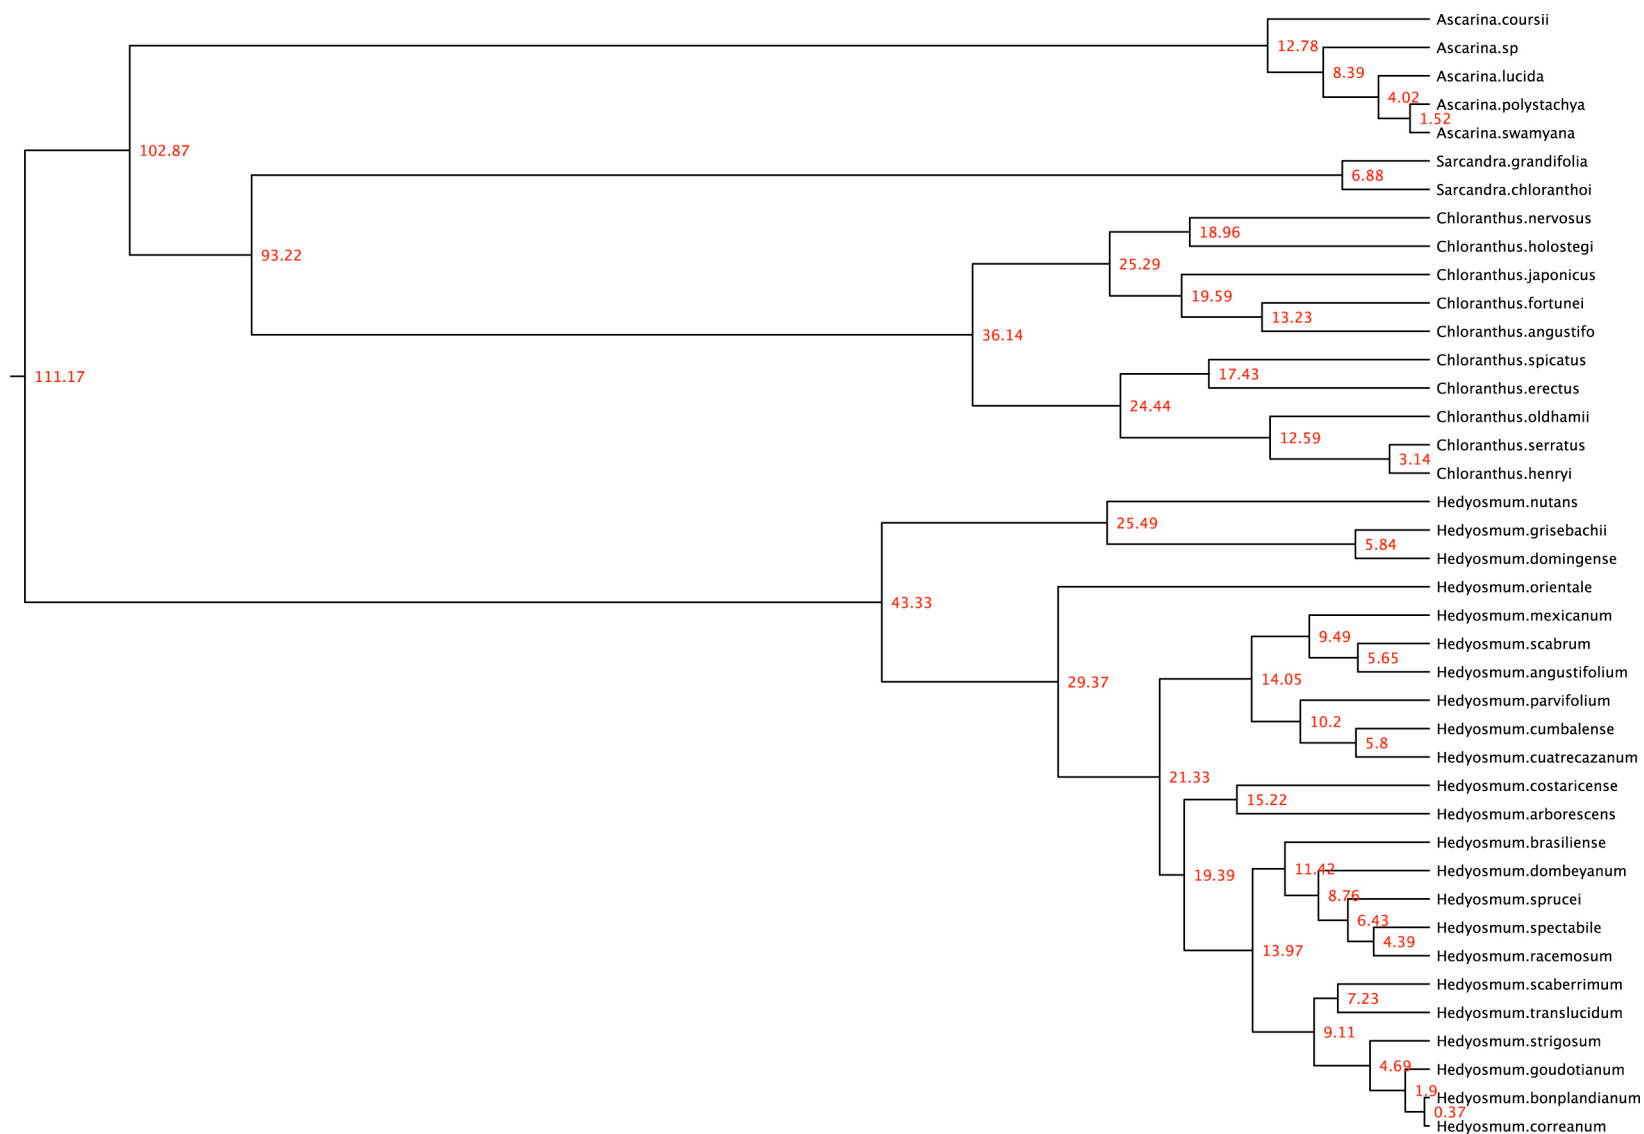 Ascarina.coursii
12.78
Ascarina.sp
8.39
Ascarina.lucida
4.02
Ascarina.polystachya
1.52
Ascarina.swamyana
102.87
Sarcandra.grandifolia
6.88
Sarcandra.chloranthoi
Chloranthus.nervosus
18.96
Chloranthus.holostegi
93.22
25.29
Chloranthus.japonicus
19.59
Chloranthus.fortunei
13.23
Chloranthus.angustifo
36.14
Chloranthus.spicatus
17.43
111.17
Chloranthus.erectus
24.44
Chloranthus.oldhamii
12.59
Chloranthus.serratus
3.14
Chloranthus.henryi
Hedyosmum.nutans
25.49
Hedyosmum.grisebachii
5.84
Hedyosmum.domingense
Hedyosmum.orientale
43.33
Hedyosmum.mexicanum
9.49
Hedyosmum.scabrum
5.65
Hedyosmum.angustifolium
29.37
14.05
Hedyosmum.parvifolium
10.2
Hedyosmum.cumbalense
5.8
Hedyosmum.cuatrecazanum
21.33
Hedyosmum.costaricense
15.22
Hedyosmum.arborescens
Hedyosmum.brasiliense
11.42
Hedyosmum.dombeyanum
19.39
8.76
Hedyosmum.sprucei
6.43
Hedyosmum.spectabile
4.39
13.97
Hedyosmum.racemosum
Hedyosmum.scaberrimum
7.23
Hedyosmum.translucidum
9.11
Hedyosmum.strigosum
4.69
Hedyosmum.goudotianum
1.9
Hedyosmum.bonplandianum
0.37
Hedyosmum.correanum